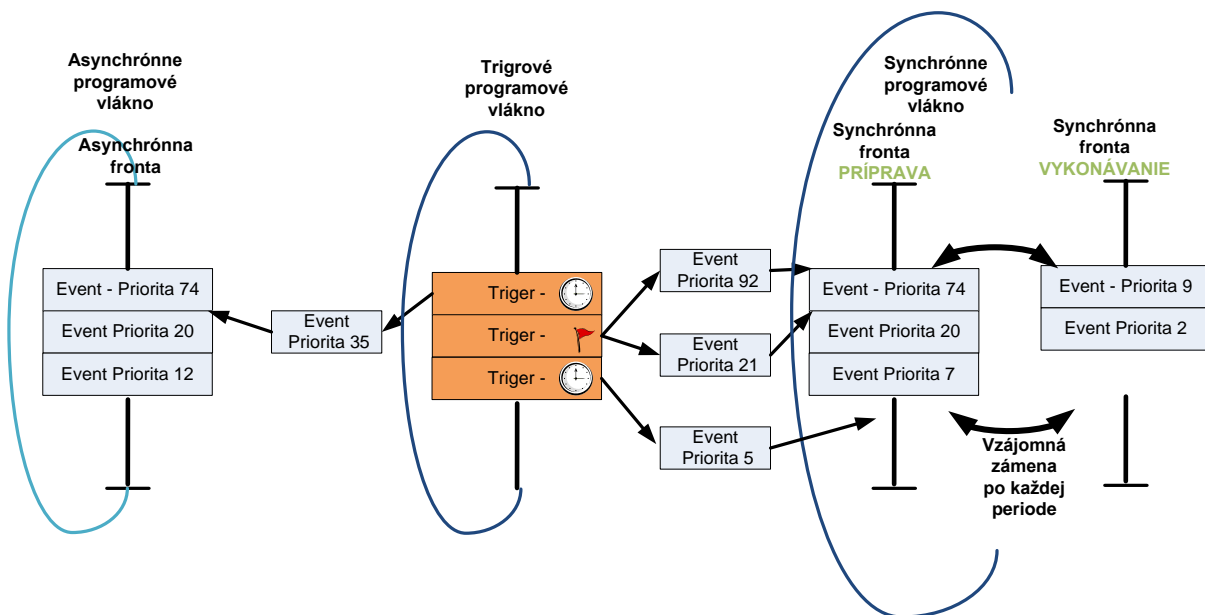 Asynchrónne
programové
vlákno
Asynchrónna
fronta
Event - Priorita 74
Event Priorita 20
Event Priorita 12
Event
Priorita 35
Trigrové
programové
vlákno
Triger -
Triger -
Triger -
Event
Priorita 92
Event
Priorita 21
Event
Priorita 5
Synchrónne
programové
vlákno
Synchrónna
fronta
PRÍPRAVA
Event - Priorita 74
Event Priorita 20
Event Priorita 7
Synchrónna
fronta
VYKONÁVANIE
Event - Priorita 9
Event Priorita 2
Vzájomná
zámena
po každej
periode